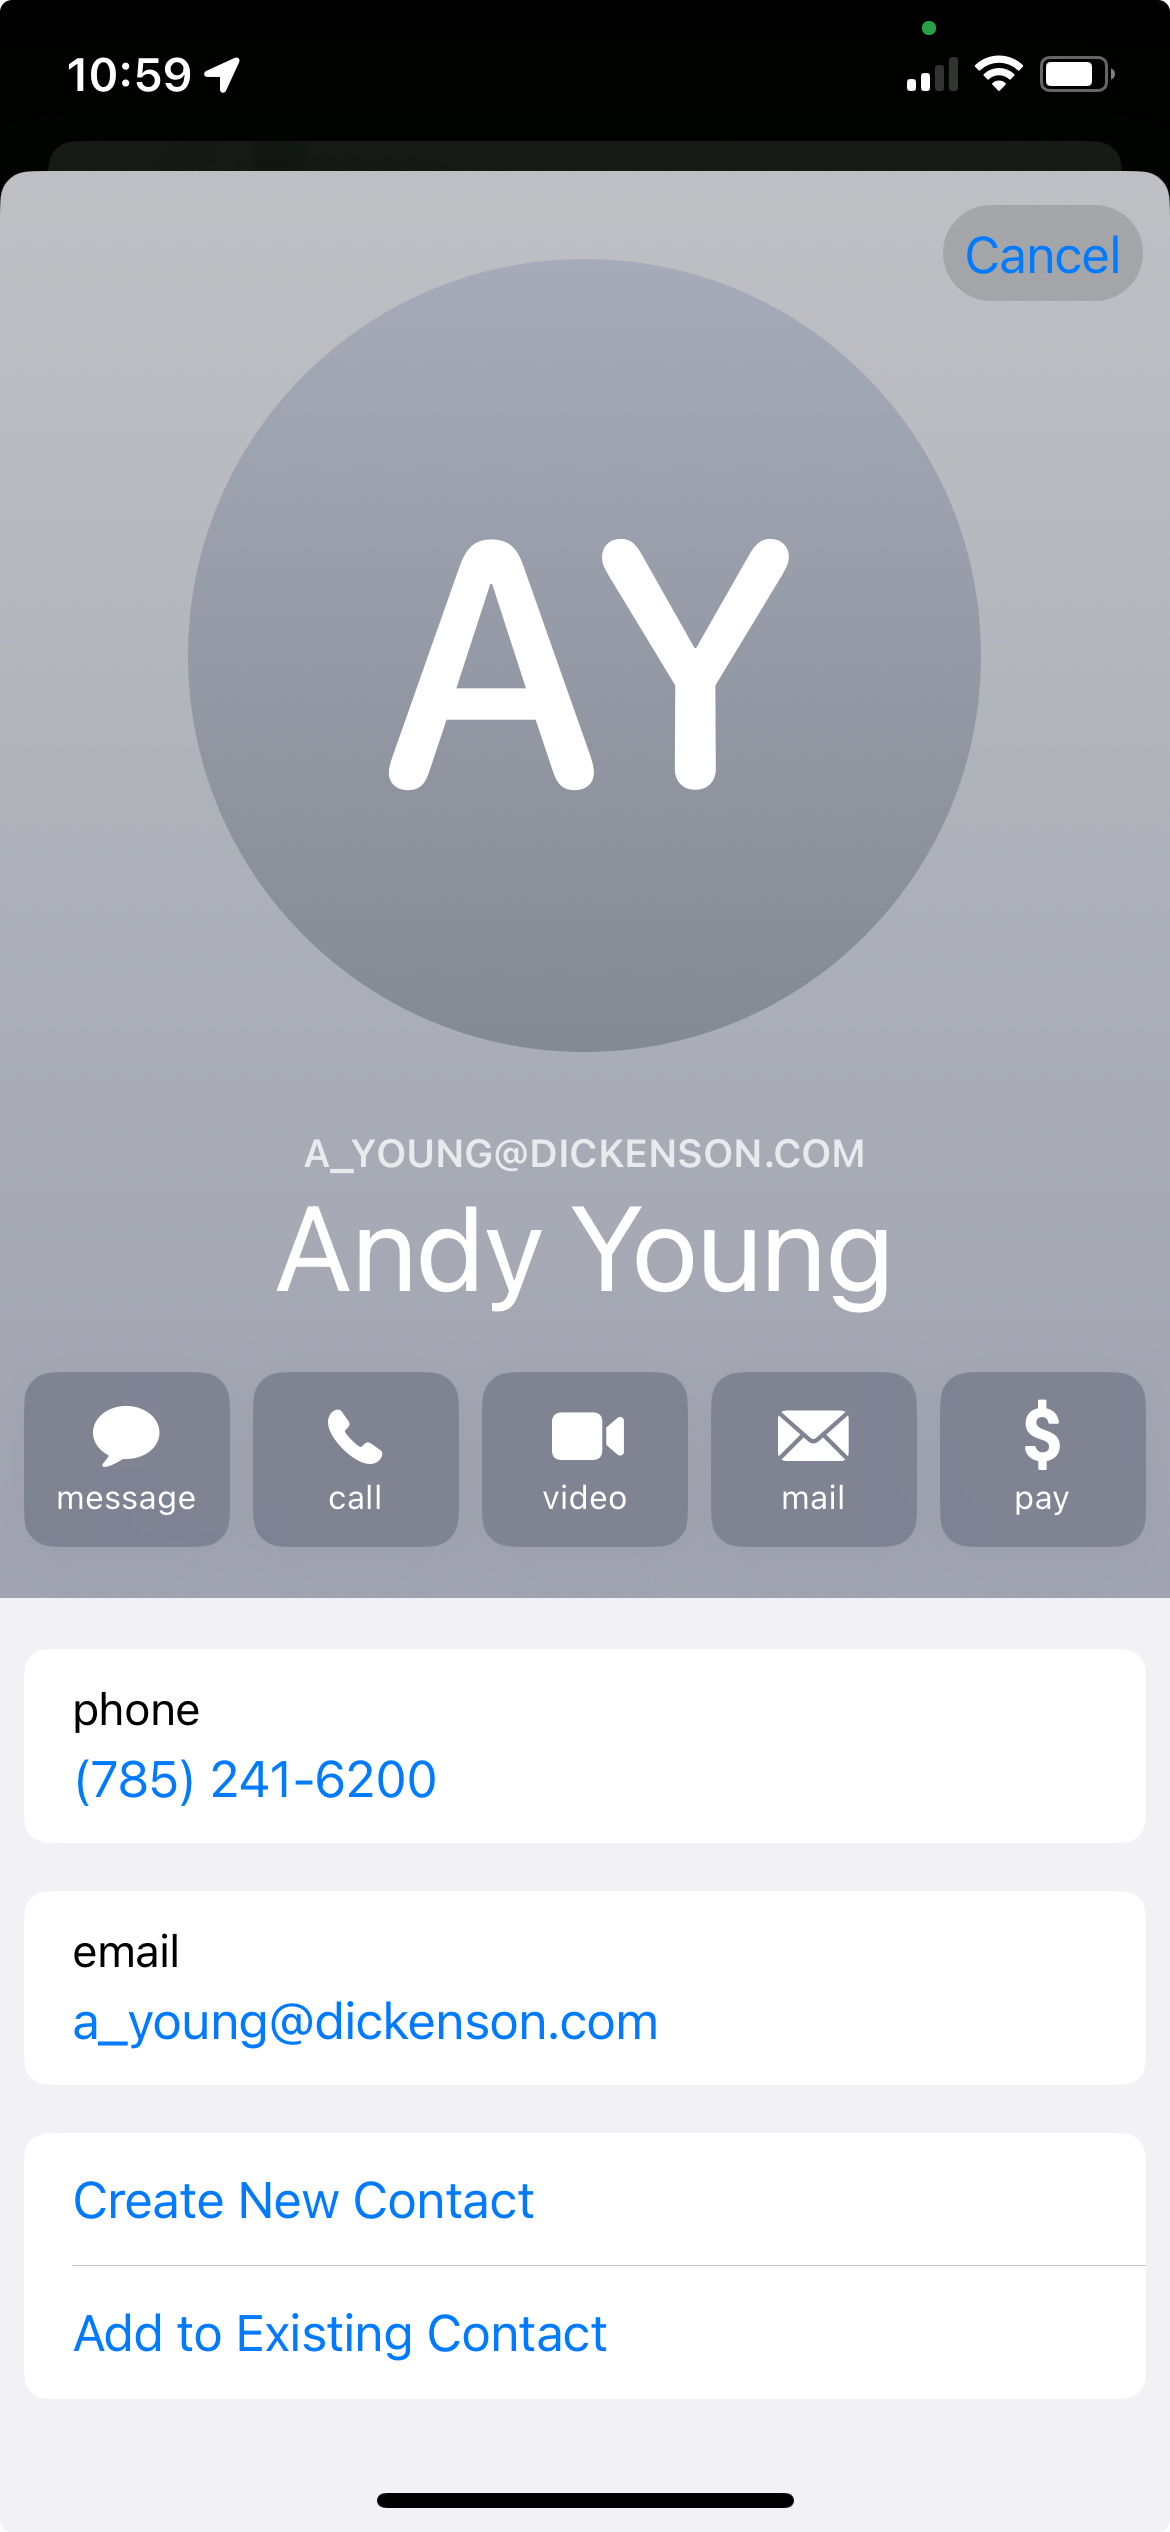 10:59
Cancel
AY
A_YOUNG@DICKENSON.COM
Andy Young
message call video mail pay
phone
(785) 241-6200
email
a_young@dickenson.com
Create New Contact
Add to Existing Contact